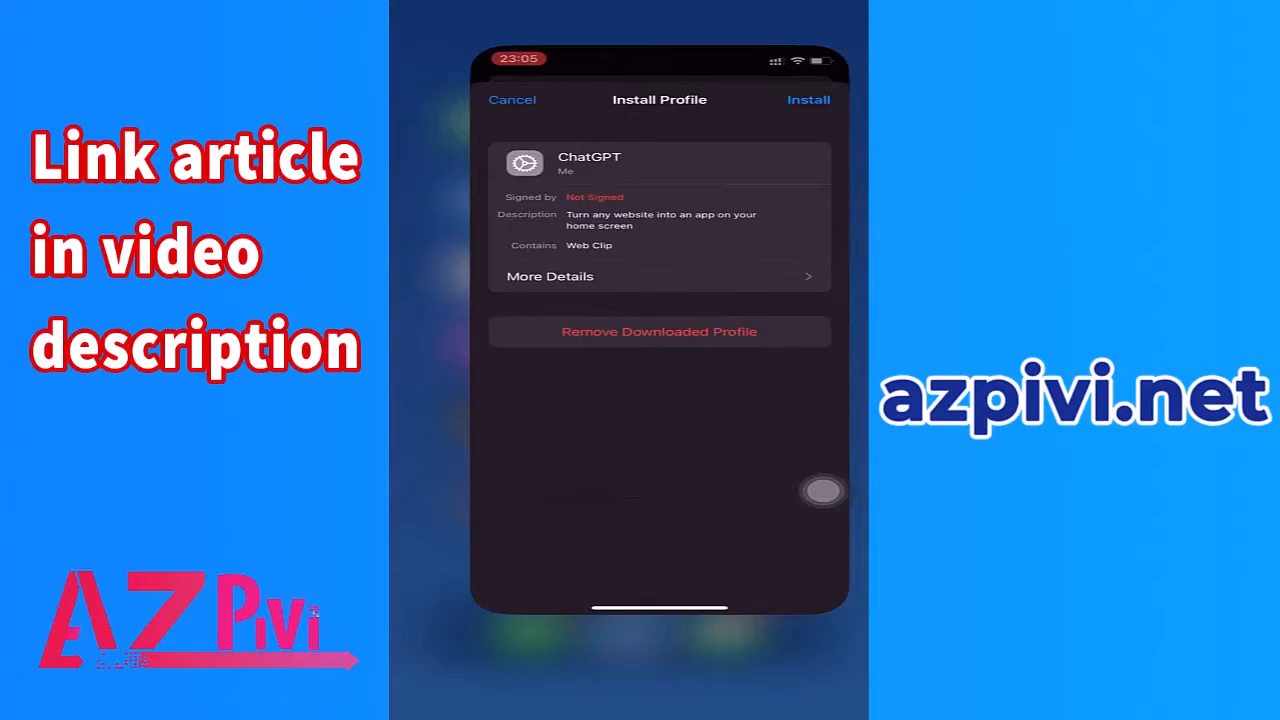 Link article
in video
description
AZPivi
23:05
Cancel
Install Profile
Install
ChatGPT
Me
Signed by Not Signed
Description Turn any website into an app on your
home screen
Contains Web Clip
More Details
Remove Downloaded Profile
azpivi.net